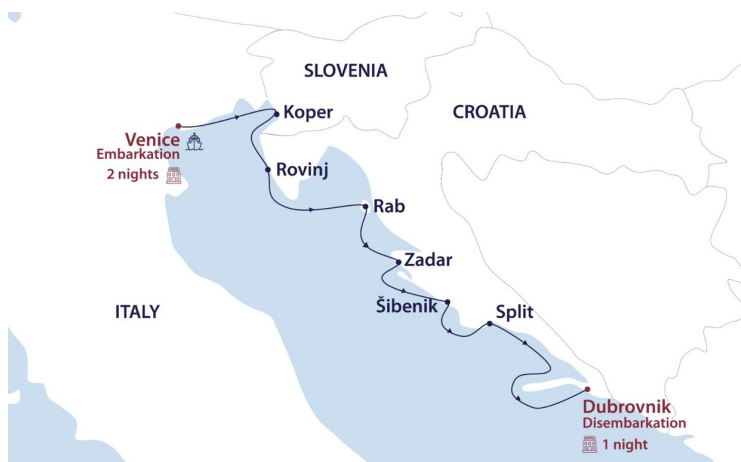 SLOVENIA
CROATIA
Koper
Venice
Embarkation
2 nights
Rovinj
Rab
Zadar
ITALY
Šibenik
Split
Dubrovnik
Disembarkation
1 night